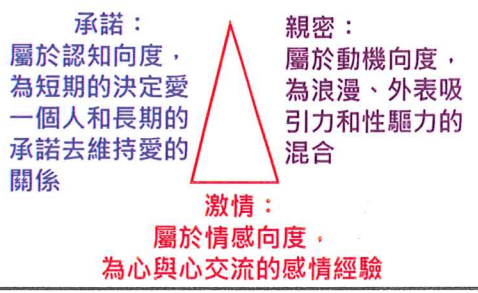 承諾：
屬於認知向度，
為短期的決定愛
一個人和長期的
承諾去維持愛的
關係
親密：
屬於動機向度，
為浪漫、外表吸
引力和性驅力的
混合
激情：
屬於情感向度，
為心與心交流的感情經驗